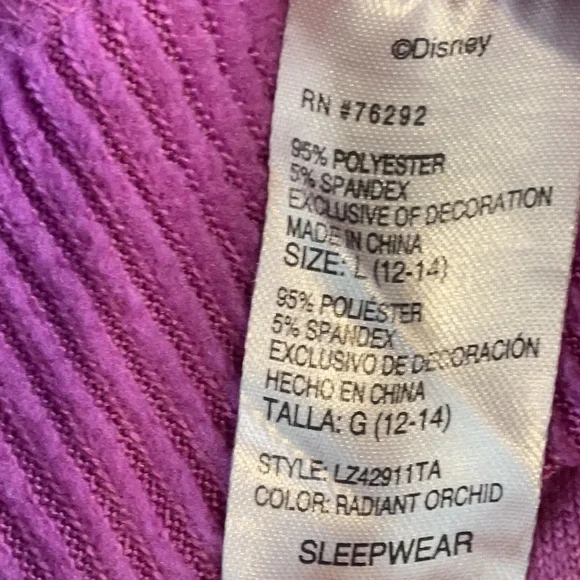 ©Disney
RN #76292
95% POLYESTER
5% SPANDEX
EXCLUSIVE OF DECORATION
MADE IN CHINA
SIZE: L (12-14)
95% POLIÉSTER
5% SPANDEX
EXCLUSIVO DE DECORACIÓN
HECHO EN CHINA
TALLA: G (12-14)
STYLE: LZ42911TA
COLOR: RADIANT ORCHID
SLEEPWEAR